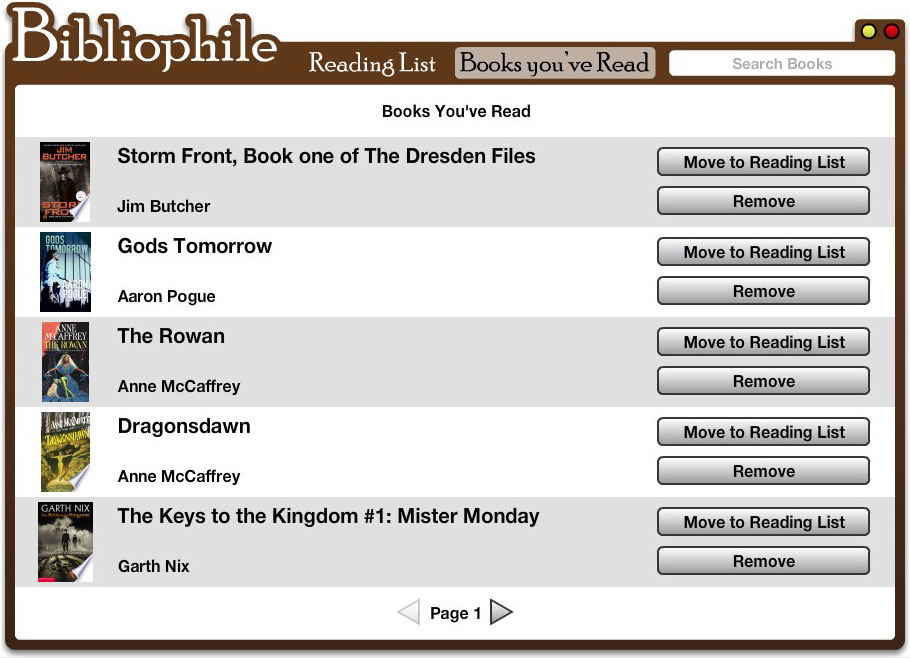 Bibliophile
Reading List
Books you've Read
Search Books
Books You've Read
JIM
BUTCHER
STORM
FRO
Storm Front, Book one of The Dresden Files
Jim Butcher
Move to Reading List
Remove
GODS
TOMORROW
AARON
POGUE
Gods Tomorrow
Aaron Pogue
Move to Reading List
Remove
ANNE
McCAFFREY
THE ROWAN
The Rowan
Anne McCaffrey
Move to Reading List
Remove
DRAGONSDAWN
Dragonsdawn
Anne McCaffrey
Move to Reading List
Remove
GARTH NIX
The Keys to the Kingdom #1: Mister Monday
Garth Nix
Move to Reading List
Remove
Page 1